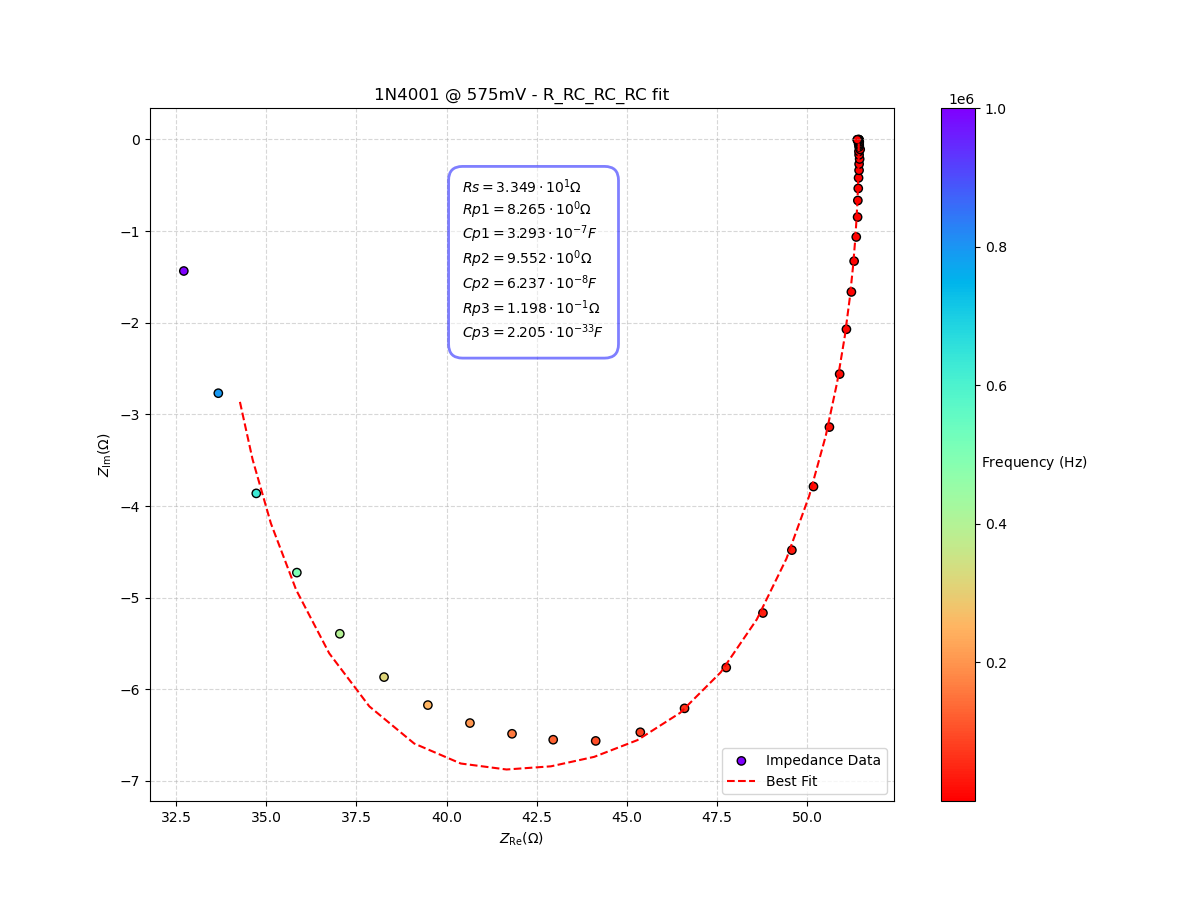 1N4001 @ 575mV - R_RC_RC_RC fit
1e6
Rs = 3.349 · 10¹Ω
Rp1 = 8.265 · 10⁰Ω
Cp1 = 3.293 · 10⁻⁷F
Rp2 = 9.552 · 10⁰Ω
Cp2 = 6.237 · 10⁻⁸F
Rp3 = 1.198 · 10⁻¹Ω
Cp3 = 2.205 · 10⁻³³F
0
−1
−2
−3
−4
−5
−6
−7
Z_Im(Ω)
32.5 35.0 37.5 40.0 42.5 45.0 47.5 50.0
Z_Re(Ω)
Impedance Data
Best Fit
1.0
0.8
0.6
0.4
0.2
Frequency (Hz)